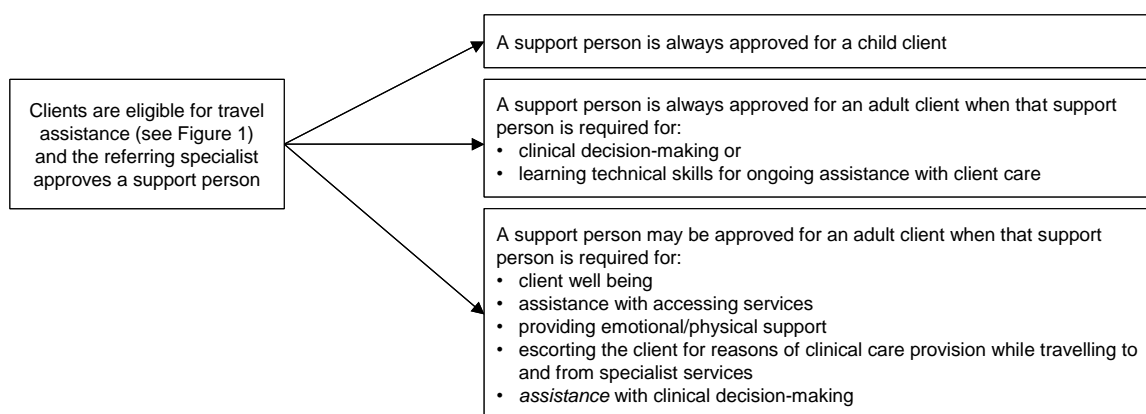 Clients are eligible for travel
assistance (see Figure 1)
and the referring specialist
approves a support person
A support person is always approved for a child client
A support person is always approved for an adult client when that support
person is required for:
• clinical decision-making or
• learning technical skills for ongoing assistance with client care
A support person may be approved for an adult client when that support
person is required for:
• client well being
• assistance with accessing services
• providing emotional/physical support
• escorting the client for reasons of clinical care provision while travelling to
and from specialist services
• assistance with clinical decision-making